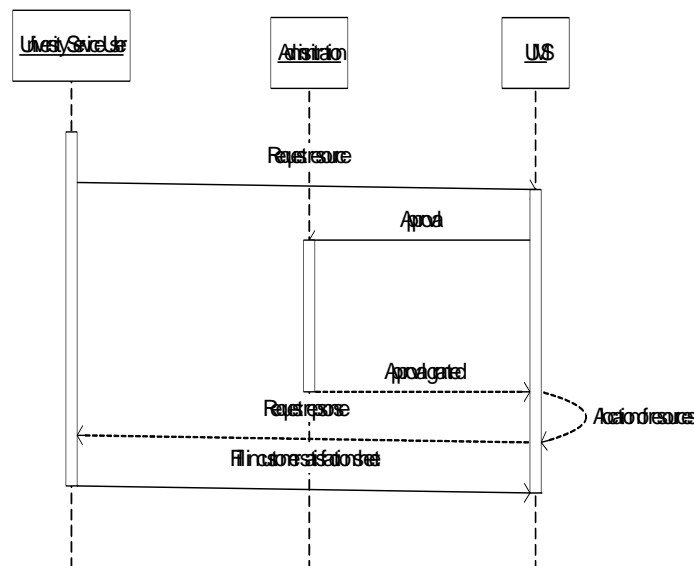 University Service User
Administration
UMS
Request resource
Approval
Approval granted
Request response
Allocation of resources
Fill in customer satisfaction sheet